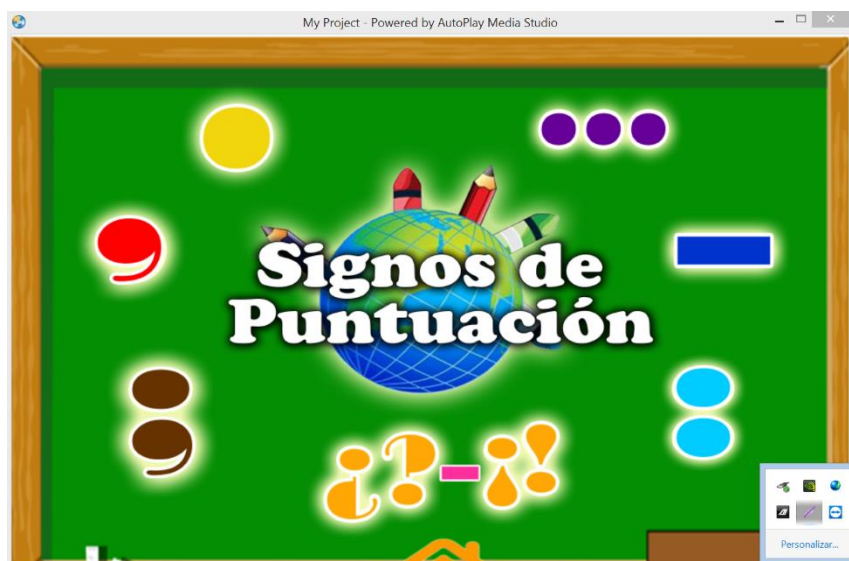 My Project - Powered by AutoPlay Media Studio
Signos de
Puntuación
¿?-¡!
Personalizar...